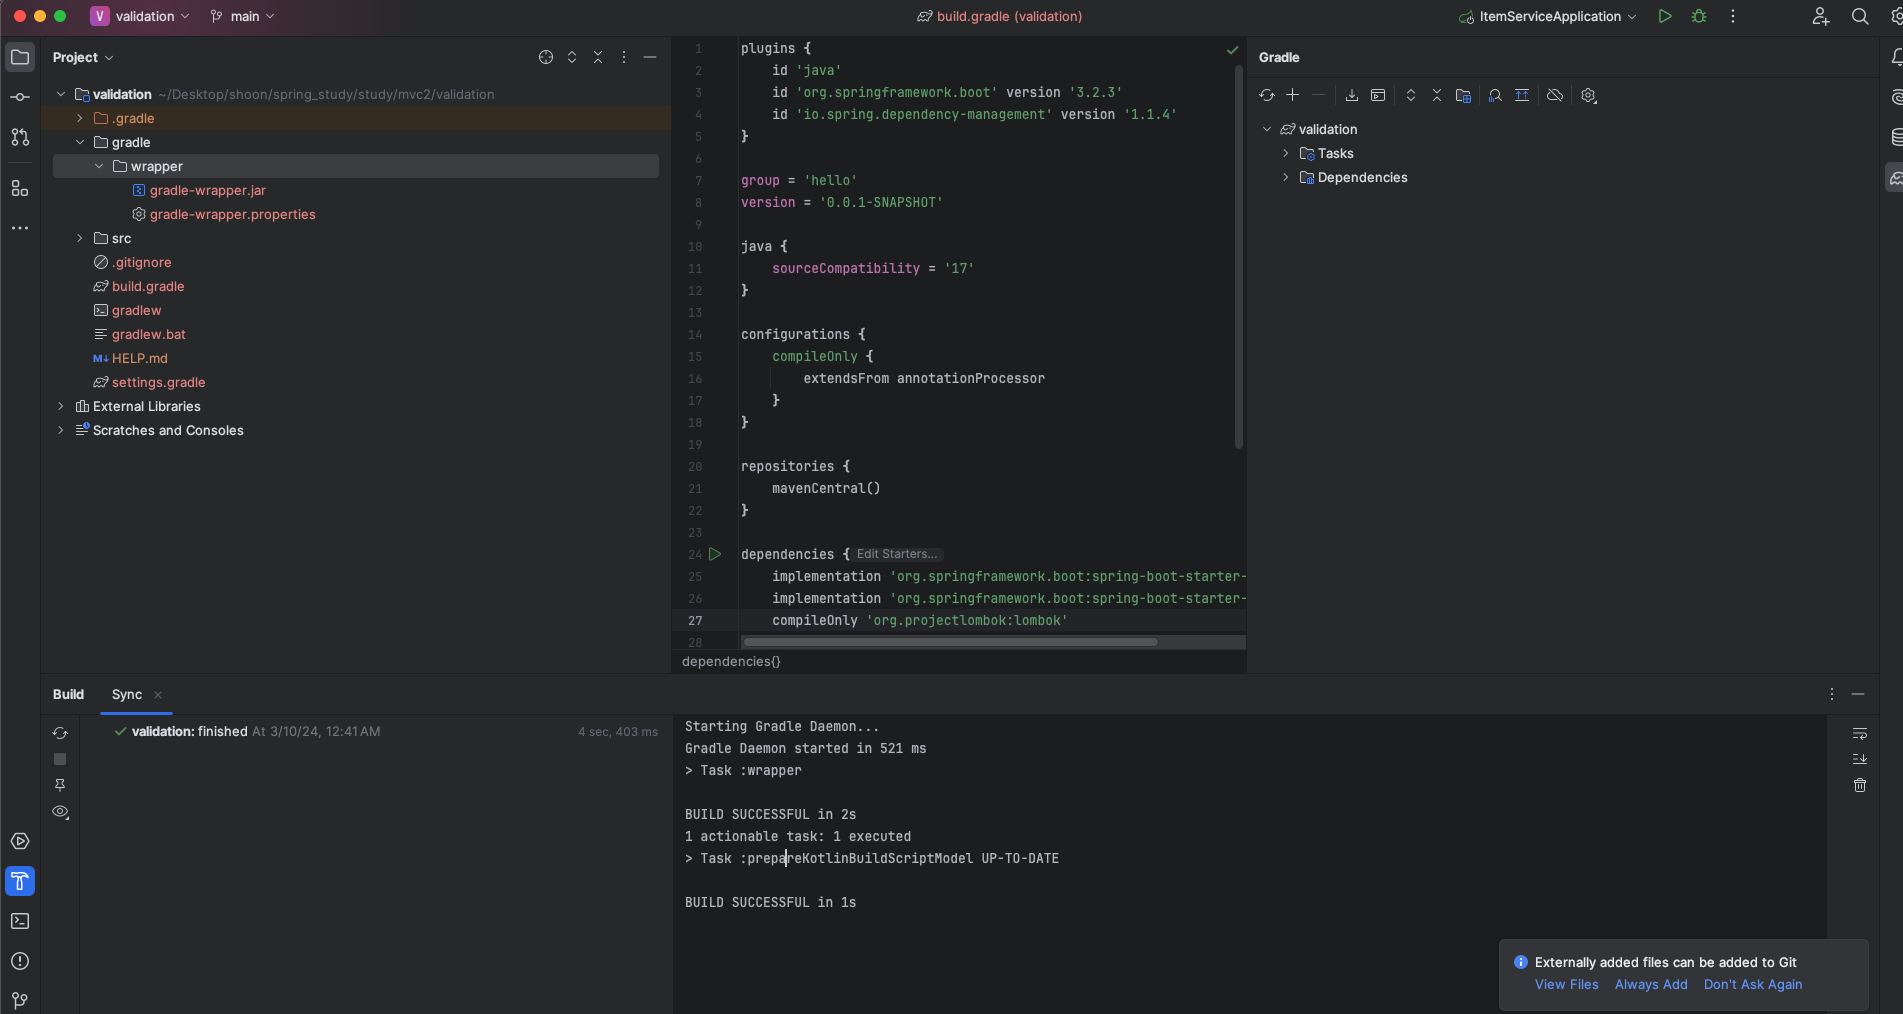 V validation main build.gradle (validation) ItemServiceApplication
Project
validation ~/Desktop/shoon/spring_study/study/mvc2/validation
.gradle
gradle
wrapper
gradle-wrapper.jar
gradle-wrapper.properties
src
.gitignore
build.gradle
gradlew
gradlew.bat
M↓ HELP.md
settings.gradle
External Libraries
Scratches and Consoles
1 plugins {
2 id 'java'
3 id 'org.springframework.boot' version '3.2.3'
4 id 'io.spring.dependency-management' version '1.1.4'
5 }
6
7 group = 'hello'
8 version = '0.0.1-SNAPSHOT'
9
10 java {
11 sourceCompatibility = '17'
12 }
13
14 configurations {
15 compileOnly {
16 extendsFrom annotationProcessor
17 }
18 }
19
20 repositories {
21 mavenCentral()
22 }
23
24 dependencies { Edit Starters...
25 implementation 'org.springframework.boot:spring-boot-starter-
26 implementation 'org.springframework.boot:spring-boot-starter-
27 compileOnly 'org.projectlombok:lombok'
28
dependencies{}
Gradle
validation
Tasks
Dependencies
Build Sync
validation: finished At 3/10/24, 12:41 AM 4 sec, 403 ms
Starting Gradle Daemon...
Gradle Daemon started in 521 ms
> Task :wrapper
BUILD SUCCESSFUL in 2s
1 actionable task: 1 executed
> Task :prepareKotlinBuildScriptModel UP-TO-DATE
BUILD SUCCESSFUL in 1s
Externally added files can be added to Git
View Files Always Add Don't Ask Again